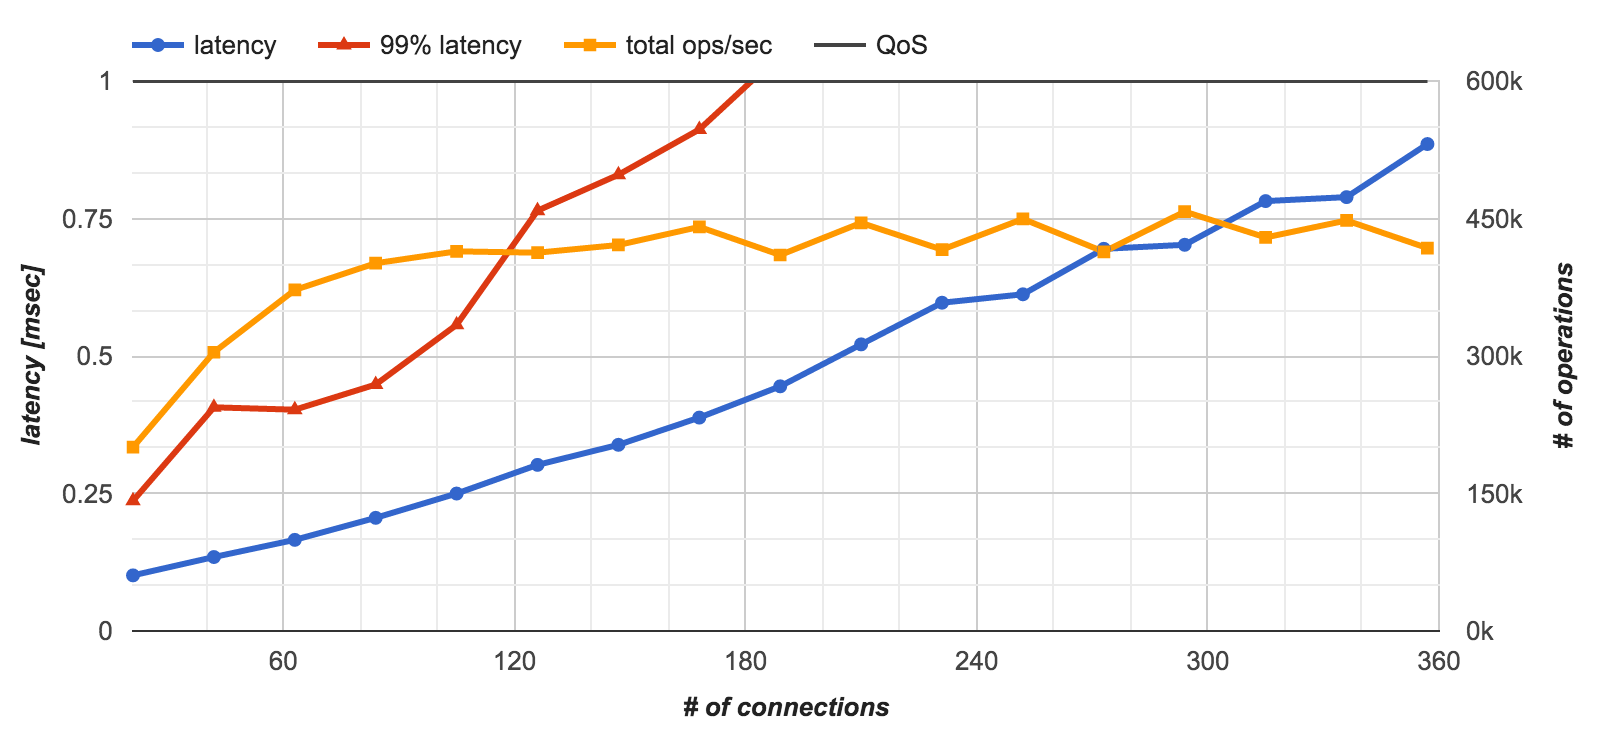 latency 99% latency total ops/sec QoS
1 600k
0.75 450k
0.5 300k
0.25 150k
0 0k
latency [msec]
# of operations
60 120 180 240 300 360
# of connections